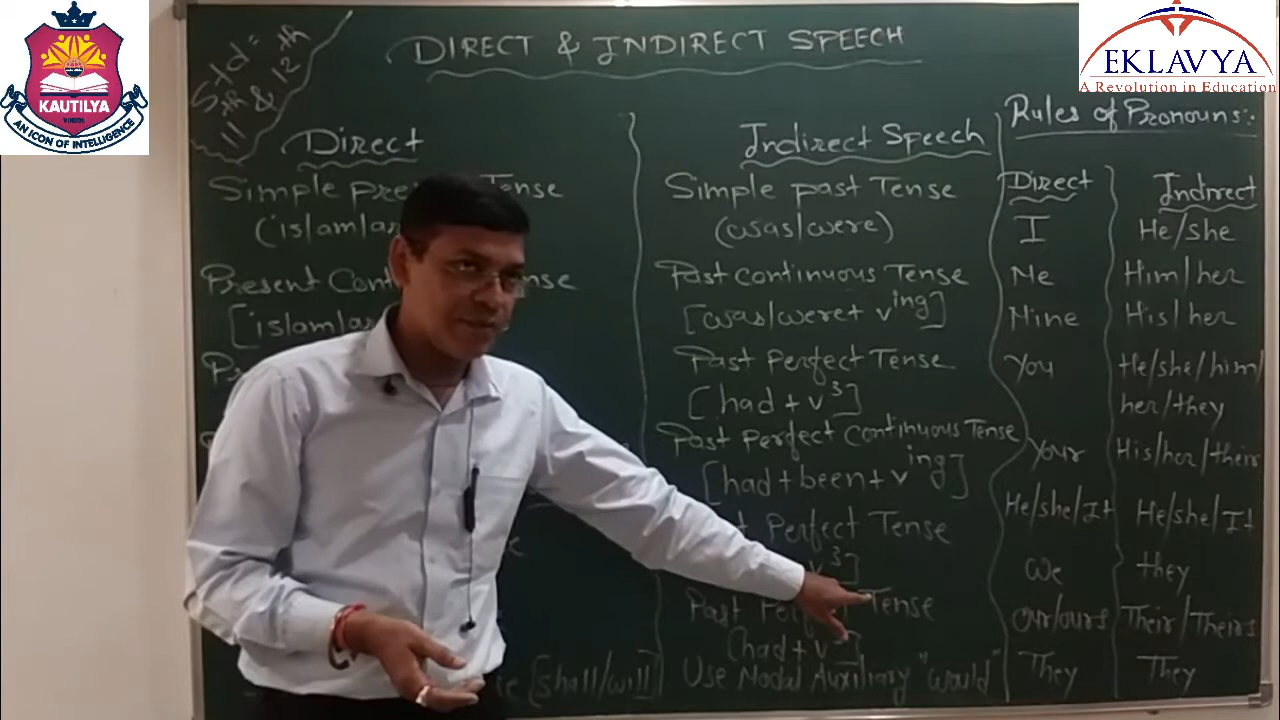 KAUTILYA
AN ICON OF INTELLIGENCE
EKLAVYA
A Revolution in Education
Std:
11th & 12th
DIRECT & INDIRECT SPEECH
Direct
Simple pre Tense
(is/am/ar
Present Cont nse
[is/am/ar
Indirect Speech
Simple past Tense
(was/were)
Past continuous Tense
[was/were + v ing]
Past Perfect Tense
[had + v3]
Past Perfect Continuous Tense
[had + been + v ing]
Perfect Tense
v3]
Past Tense
[had + v3]
[shall/will]
Use Modal Auxiliary "would"
Rules of Pronouns:-
Direct Indirect
I He/she
Me Him/her
Mine His/her
You He/she/him/
her/they
Your His/her/their
He/she/It He/she/It
We they
our/ours Their/Theirs
They They